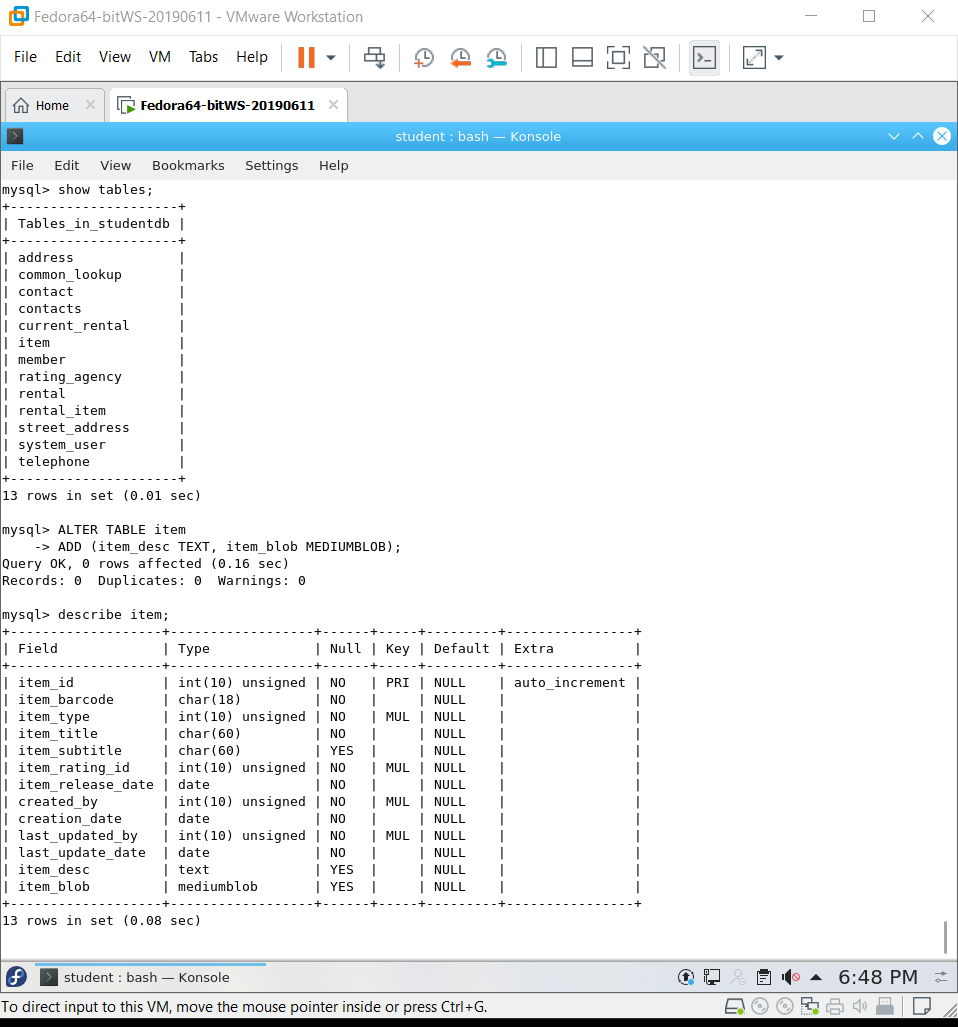 Fedora64-bitWS-20190611 - VMware Workstation
File Edit View VM Tabs Help
Home Fedora64-bitWS-20190611
student : bash — Konsole
File Edit View Bookmarks Settings Help
mysql> show tables;
+---------------------+
| Tables_in_studentdb |
+---------------------+
| address             |
| common_lookup       |
| contact             |
| contacts            |
| current_rental      |
| item                |
| member              |
| rating_agency       |
| rental              |
| rental_item         |
| street_address      |
| system_user         |
| telephone           |
+---------------------+
13 rows in set (0.01 sec)
mysql> ALTER TABLE item
    -> ADD (item_desc TEXT, item_blob MEDIUMBLOB);
Query OK, 0 rows affected (0.16 sec)
Records: 0  Duplicates: 0  Warnings: 0
mysql> describe item;
+-------------------+------------------+------+-----+---------+----------------+
| Field             | Type             | Null | Key | Default | Extra          |
+-------------------+------------------+------+-----+---------+----------------+
| item_id           | int(10) unsigned | NO   | PRI | NULL    | auto_increment |
| item_barcode      | char(18)         | NO   |     | NULL    |                |
| item_type         | int(10) unsigned | NO   | MUL | NULL    |                |
| item_title        | char(60)         | NO   |     | NULL    |                |
| item_subtitle     | char(60)         | YES  |     | NULL    |                |
| item_rating_id    | int(10) unsigned | NO   | MUL | NULL    |                |
| item_release_date | date             | NO   |     | NULL    |                |
| created_by        | int(10) unsigned | NO   | MUL | NULL    |                |
| creation_date     | date             | NO   |     | NULL    |                |
| last_updated_by   | int(10) unsigned | NO   | MUL | NULL    |                |
| last_update_date  | date             | NO   |     | NULL    |                |
| item_desc         | text             | YES  |     | NULL    |                |
| item_blob         | mediumblob       | YES  |     | NULL    |                |
+-------------------+------------------+------+-----+---------+----------------+
13 rows in set (0.08 sec)
student : bash — Konsole 6:48 PM
To direct input to this VM, move the mouse pointer inside or press Ctrl+G.